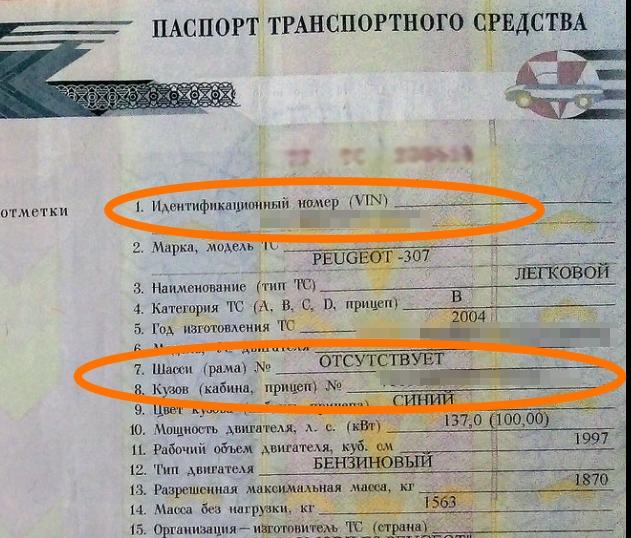 ПАСПОРТ ТРАНСПОРТНОГО СРЕДСТВА
отметки
1. Идентификационный номер (VIN)
2. Марка, модель ТС
PEUGEOT -307
3. Наименование (тип ТС) ЛЕГКОВОЙ
4. Категория ТС (А, В, С, D, прицеп) B
5. Год изготовления ТС 2004
6. двигателя
7. Шасси (рама) № ОТСУТСТВУЕТ
8. Кузов (кабина, прицеп) №
9. Цвет кузова СИНИЙ
10. Мощность двигателя, л. с. (кВт) 137,0 (100,00)
11. Рабочий объем двигателя, куб. см 1997
12. Тип двигателя БЕНЗИНОВЫЙ
13. Разрешенная максимальная масса, кг 1870
14. Масса без нагрузки, кг 1563
15. Организация—изготовитель ТС (страна)